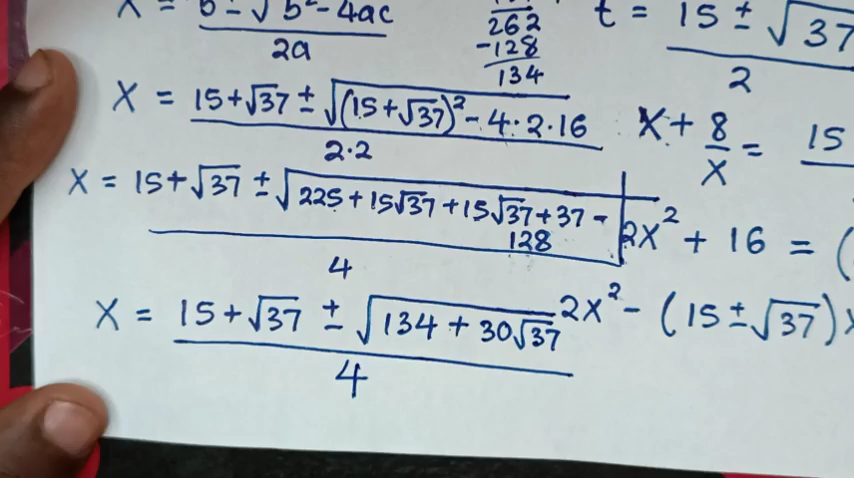 X = b ± √b² - 4ac
2a
262
-128
134
t = 15 ± √37
2
X = 15 + √37 ± √(15 + √37)² - 4·2·16
2·2
X + 8/X = 15
X = 15 + √37 ± √225 + 15√37 + 15√37 + 37 -
128
4
2X² + 16 = (
X = 15 + √37 ± √134 + 30√37
4
2X² - (15 ± √37)x